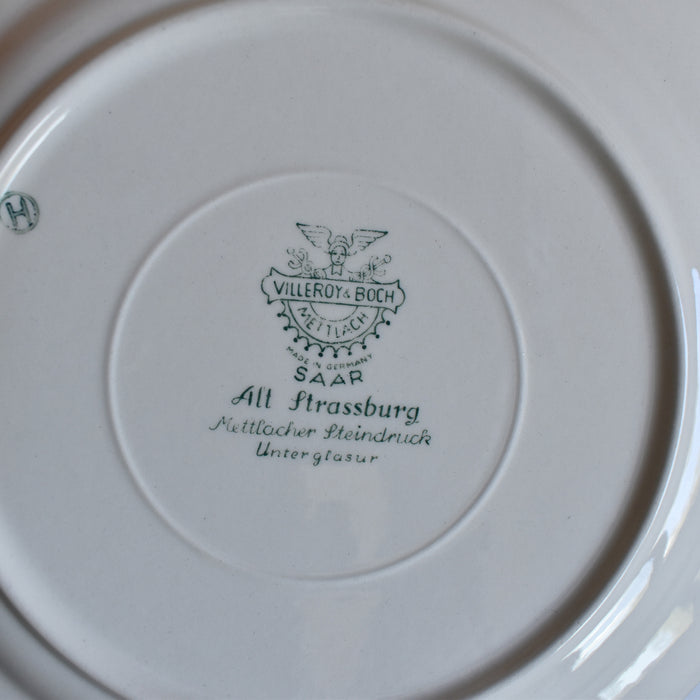 H
VILLEROY & BOCH
METTLACH
MADE IN GERMANY
SAAR
Alt Strassburg
Mettlacher Steindruck
Unterglasur